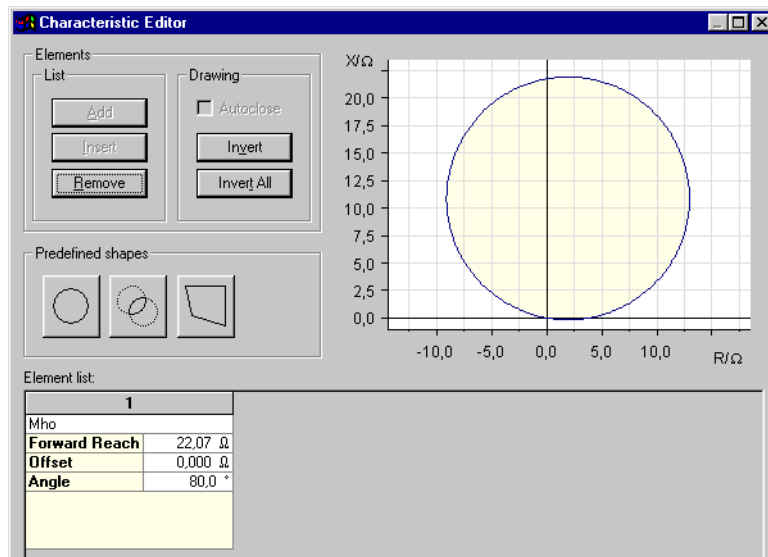 Characteristic Editor
Elements
List
Add
Insert
Remove
Drawing
Autoclose
Invert
Invert All
Predefined shapes
X/Ω
20,0
17,5
15,0
12,5
10,0
7,5
5,0
2,5
0,0
-10,0 -5,0 0,0 5,0 10,0
R/Ω
Element list:
1
Mho
Forward Reach 22,07 Ω
Offset 0,000 Ω
Angle 80,0 °